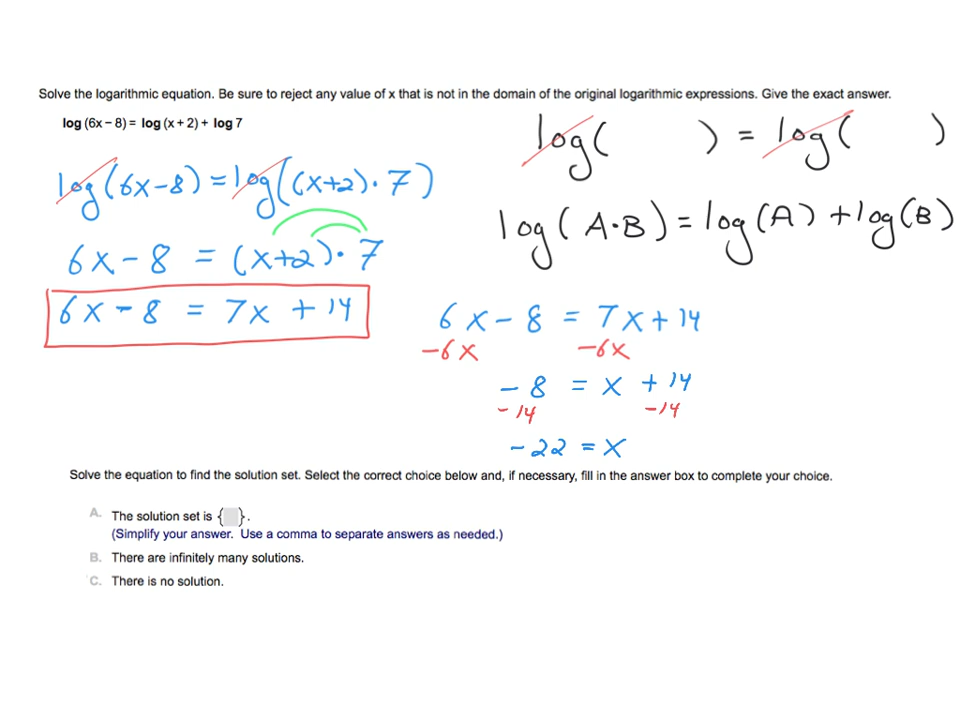 Solve the logarithmic equation. Be sure to reject any value of x that is not in the domain of the original logarithmic expressions. Give the exact answer.
log (6x − 8) = log (x + 2) + log 7
log( ) = log( )
log(6x−8) = log((x+2)·7)
log(A·B) = log(A) + log(B)
6x − 8 = (x+2)·7
6x − 8 = 7x + 14
6x − 8 = 7x + 14
−6x −6x
−8 = x + 14
−14 −14
−22 = x
Solve the equation to find the solution set. Select the correct choice below and, if necessary, fill in the answer box to complete your choice.
A. The solution set is { }.
(Simplify your answer. Use a comma to separate answers as needed.)
B. There are infinitely many solutions.
C. There is no solution.